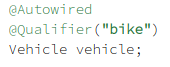 @Autowired
@Qualifier("bike")
Vehicle vehicle;